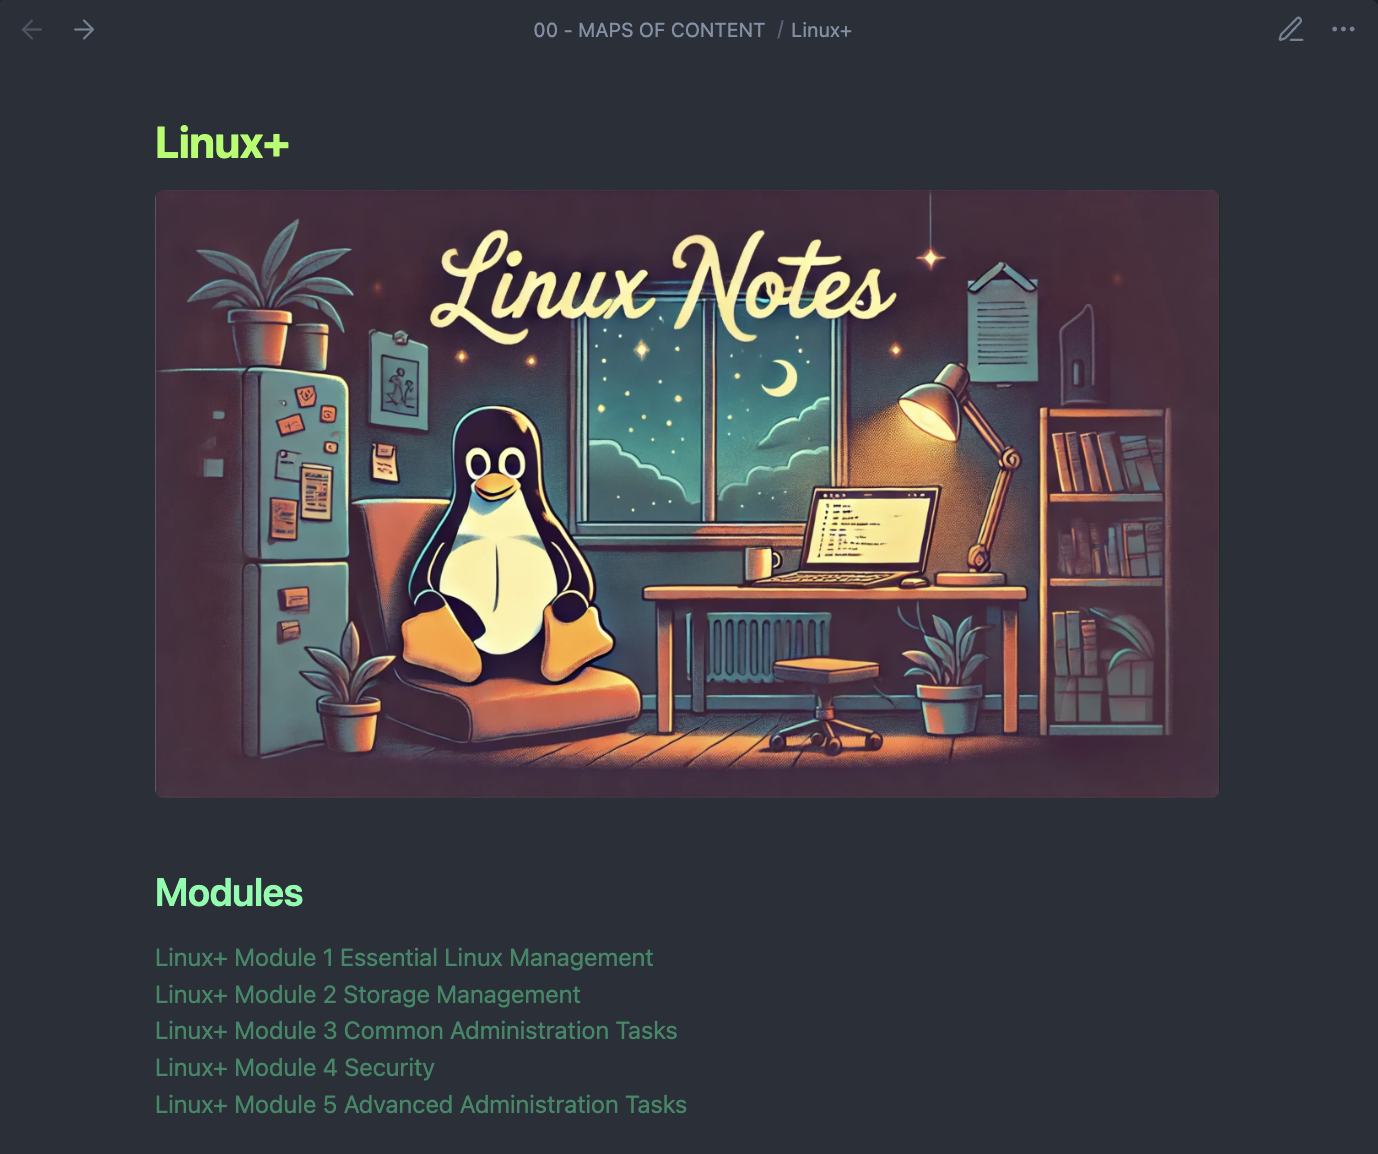 00 - MAPS OF CONTENT / Linux+
Linux+
Linux Notes
Modules
Linux+ Module 1 Essential Linux Management
Linux+ Module 2 Storage Management
Linux+ Module 3 Common Administration Tasks
Linux+ Module 4 Security
Linux+ Module 5 Advanced Administration Tasks